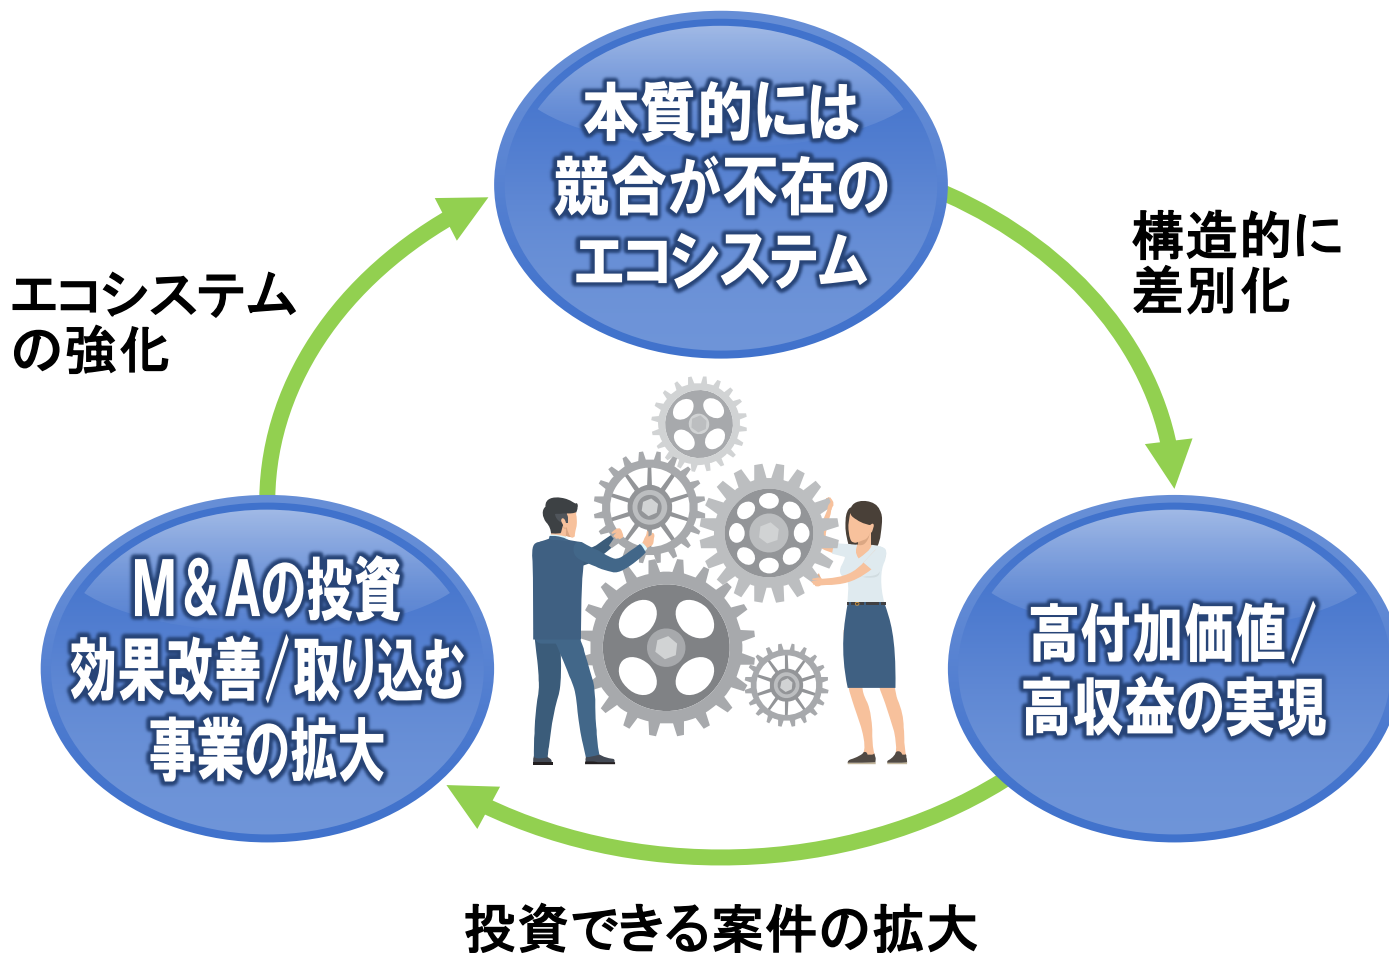 本質的には
競合が不在の
エコシステム
構造的に
差別化
エコシステム
の強化
M&Aの投資
効果改善/取り込む
事業の拡大
高付加価値/
高収益の実現
投資できる案件の拡大